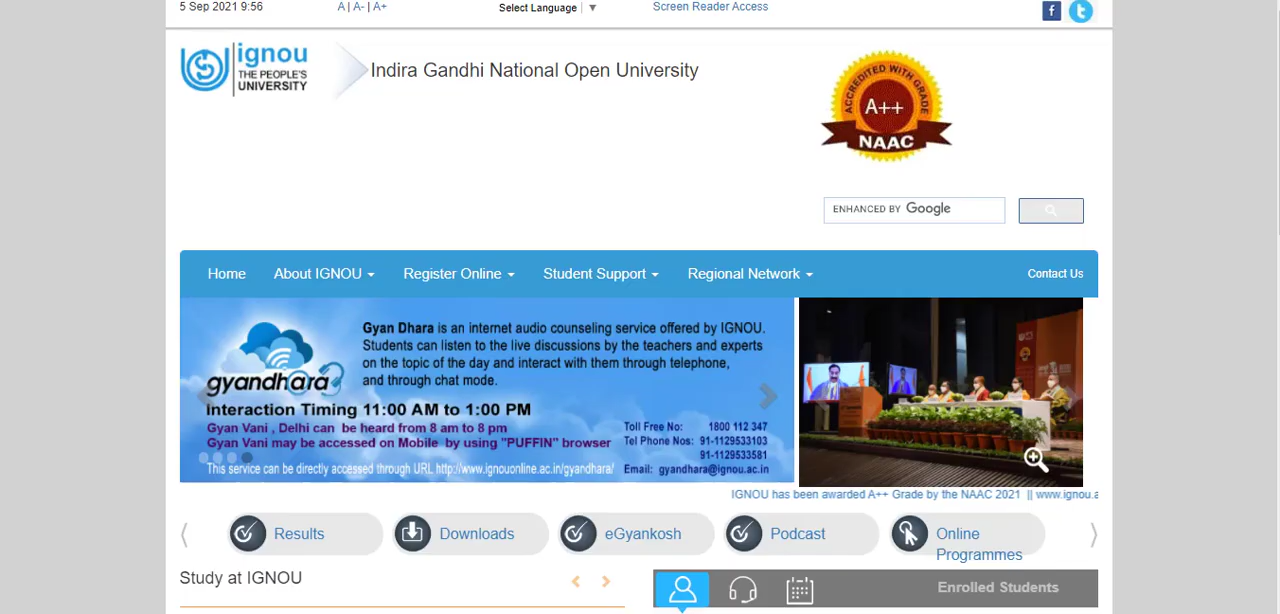 5 Sep 2021 9:56
A | A- | A+
Select Language | ▼
Screen Reader Access
ignou
THE PEOPLE'S
UNIVERSITY
Indira Gandhi National Open University
ACCREDITED WITH GRADE
A++
NAAC
ENHANCED BY Google
Home
About IGNOU
Register Online
Student Support
Regional Network
Contact Us
gyandhara
Gyan Dhara is an internet audio counseling service offered by IGNOU.
Students can listen to the live discussions by the teachers and experts
on the topic of the day and interact with them through telephone,
and through chat mode.
Interaction Timing 11:00 AM to 1:00 PM
Gyan Vani , Delhi can be heard from 8 am to 8 pm
Gyan Vani may be accessed on Mobile by using "PUFFIN" browser
This service can be directly accessed through URL http://www.ignouonline.ac.in/gyandhara/
Toll Free No: 1800 112 347
Tel Phone Nos: 91-1129533103
91-1129533581
Email: gyandhara@ignou.ac.in
IGNOU has been awarded A++ Grade by the NAAC 2021 || www.ignou.a
Results
Downloads
eGyankosh
Podcast
Online
Programmes
Study at IGNOU
Enrolled Students